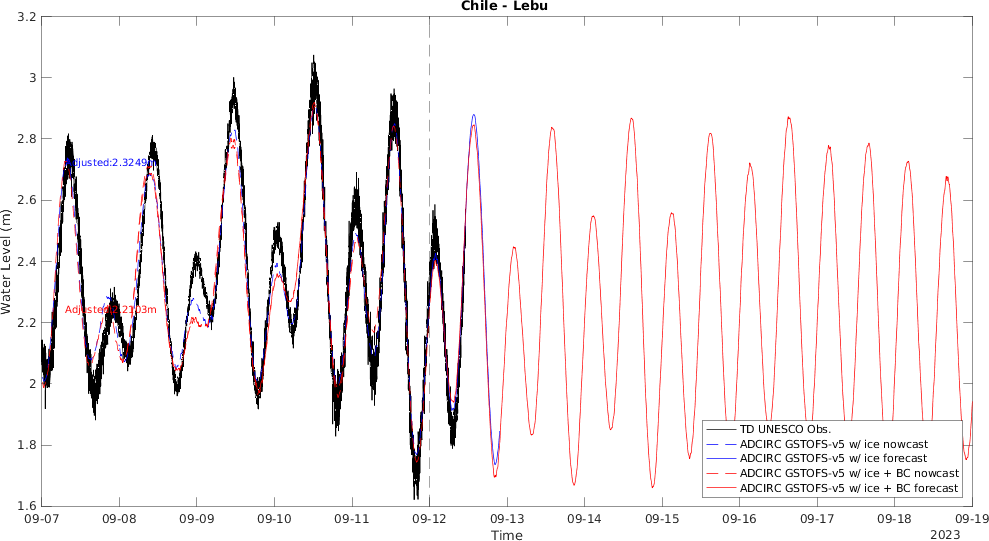 Chile - Lebu
3.2
3
2.8
2.6
2.4
2.2
2
1.8
1.6
Water Level (m)
Adjusted:2.3249m
Adjusted:2.2103m
TD UNESCO Obs.
ADCIRC GSTOFS-v5 w/ ice nowcast
ADCIRC GSTOFS-v5 w/ ice forecast
ADCIRC GSTOFS-v5 w/ ice + BC nowcast
ADCIRC GSTOFS-v5 w/ ice + BC forecast
09-07 09-08 09-09 09-10 09-11 09-12 09-13 09-14 09-15 09-16 09-17 09-18 09-19
Time
2023